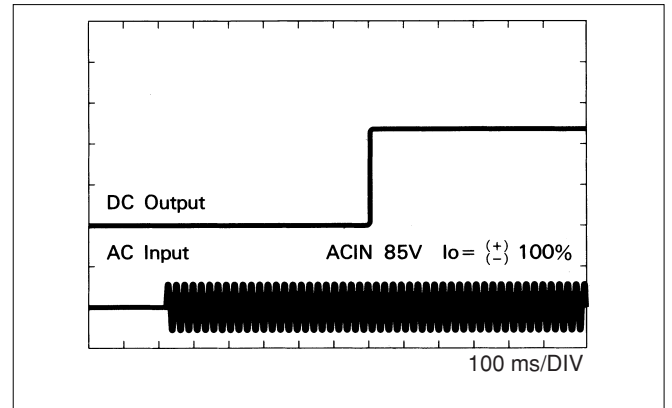 DC Output
AC Input ACIN 85V Io= (+) (−) 100%
100 ms/DIV